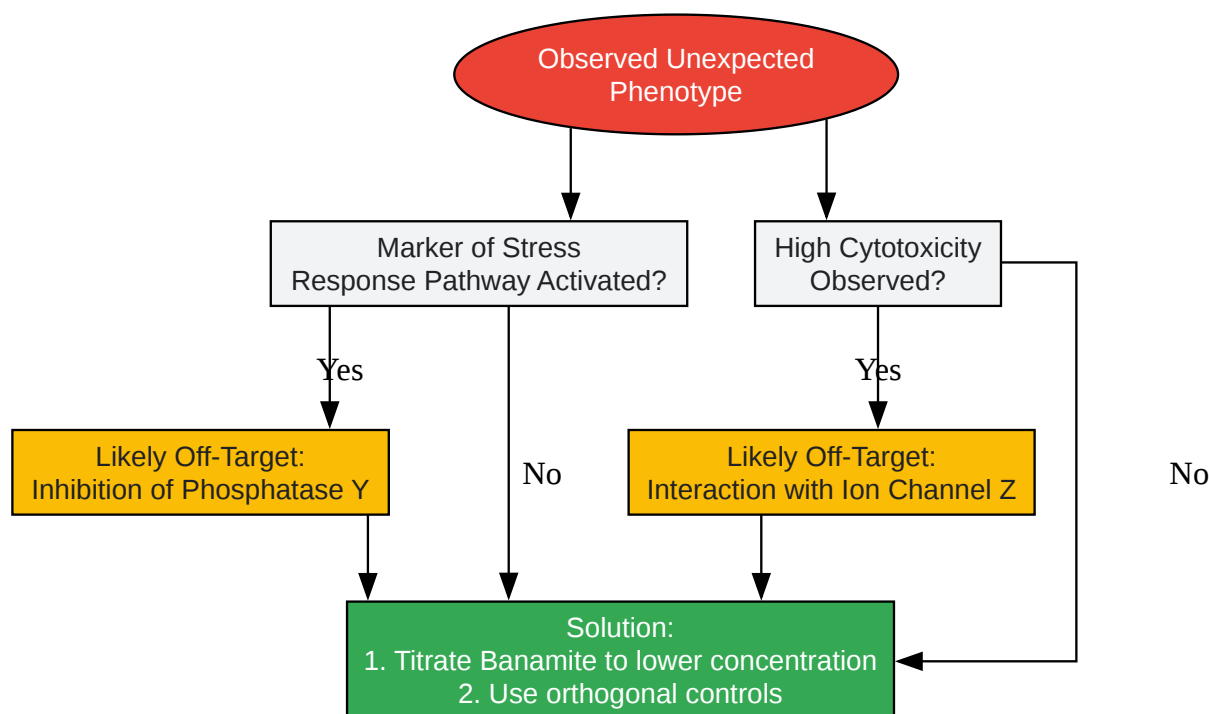 Observed Unexpected
Phenotype
Marker of Stress
Response Pathway Activated?
High Cytotoxicity
Observed?
Yes
Yes
Likely Off-Target:
Inhibition of Phosphatase Y
No
Likely Off-Target:
Interaction with Ion Channel Z
No
Solution:
1. Titrate Banamite to lower concentration
2. Use orthogonal controls